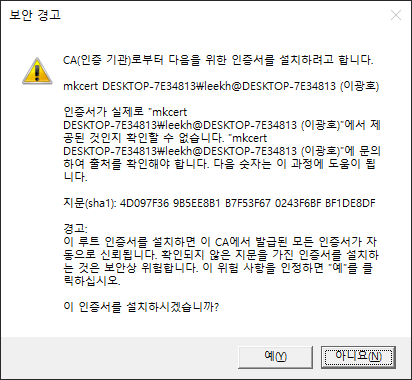 보안 경고
CA(인증 기관)로부터 다음을 위한 인증서를 설치하려고 합니다.
mkcert DESKTOP-7E34813₩leekh@DESKTOP-7E34813 (이광호)
인증서가 실제로 "mkcert
DESKTOP-7E34813₩leekh@DESKTOP-7E34813 (이광호)"에서 제
공된 것인지 확인할 수 없습니다. "mkcert
DESKTOP-7E34813₩leekh@DESKTOP-7E34813 (이광호)"에 문의
하여 출처를 확인해야 합니다. 다음 숫자는 이 과정에 도움이 됩
니다.
지문(sha1): 4D097F36 9B5EE8B1 B7F53F67 0243F6BF BF1DE8DF
경고:
이 루트 인증서를 설치하면 이 CA에서 발급된 모든 인증서가 자
동으로 신뢰됩니다. 확인되지 않은 지문을 가진 인증서를 설치하
는 것은 보안상 위험합니다. 이 위험 사항을 인정하면 "예"를 클
릭하십시오.
이 인증서를 설치하시겠습니까?
예(Y)
아니요(N)